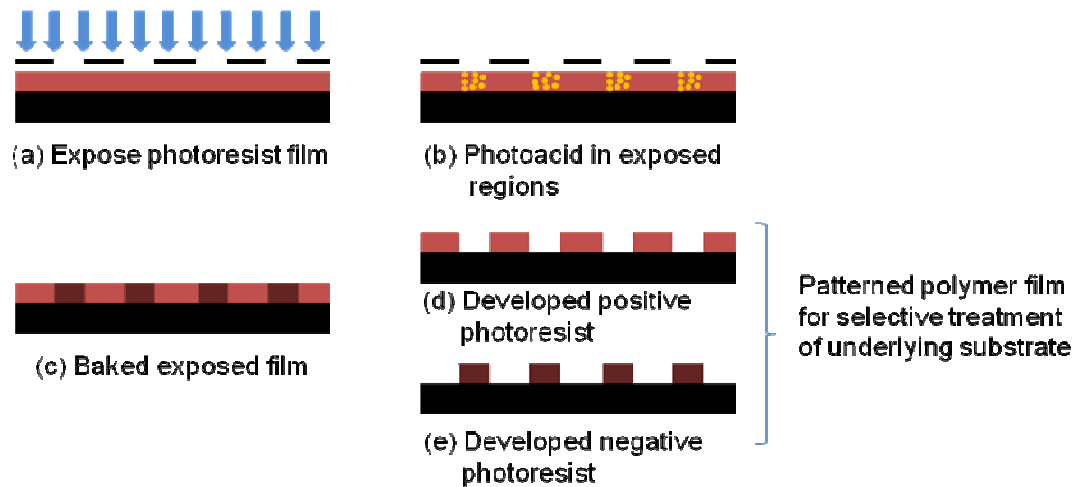 (a) Expose photoresist film
(b) Photoacid in exposed
regions
(c) Baked exposed film
(d) Developed positive
photoresist
(e) Developed negative
photoresist
Patterned polymer film
for selective treatment
of underlying substrate